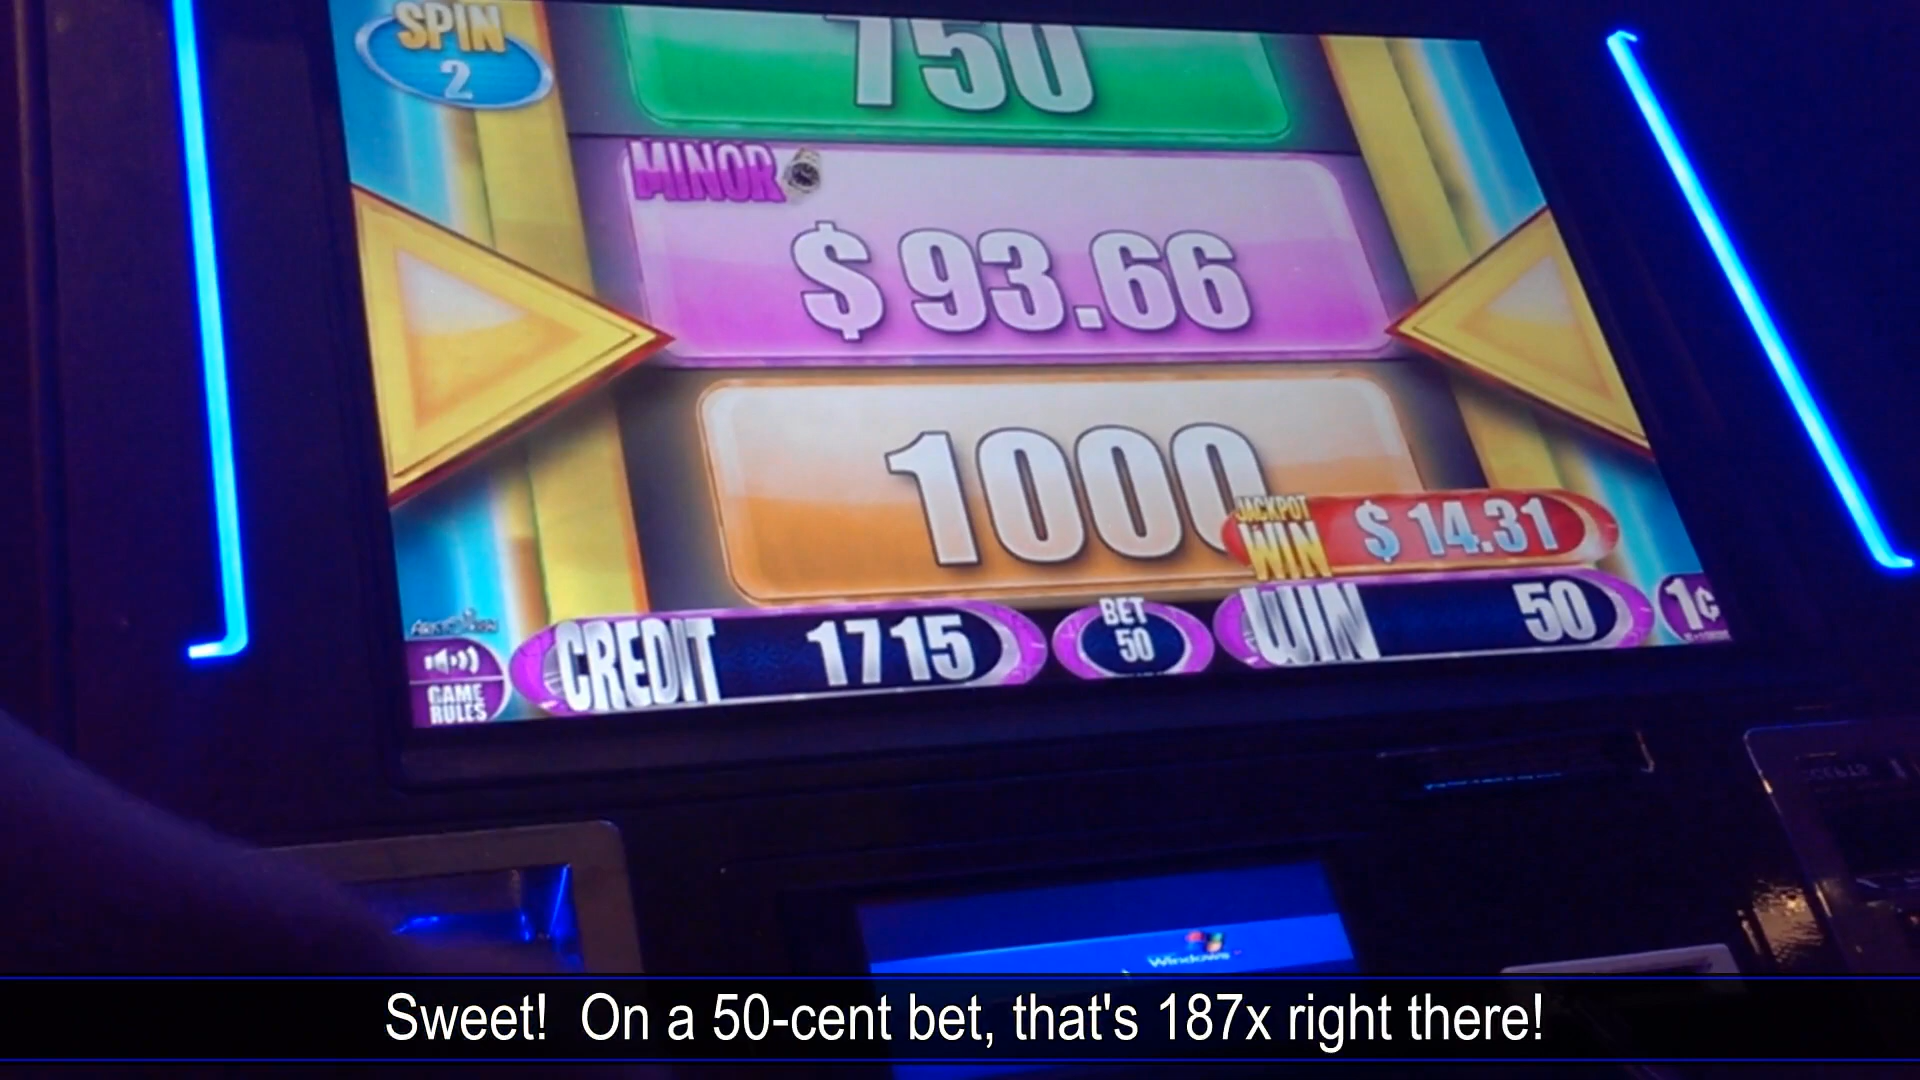 SPIN
2
750
MINOR
$93.66
1000
JACKPOT
WIN $14.31
CREDIT 1715
BET
50
WIN 50
1¢
GAME
RULES
Windows
Sweet!  On a 50-cent bet, that's 187x right there!